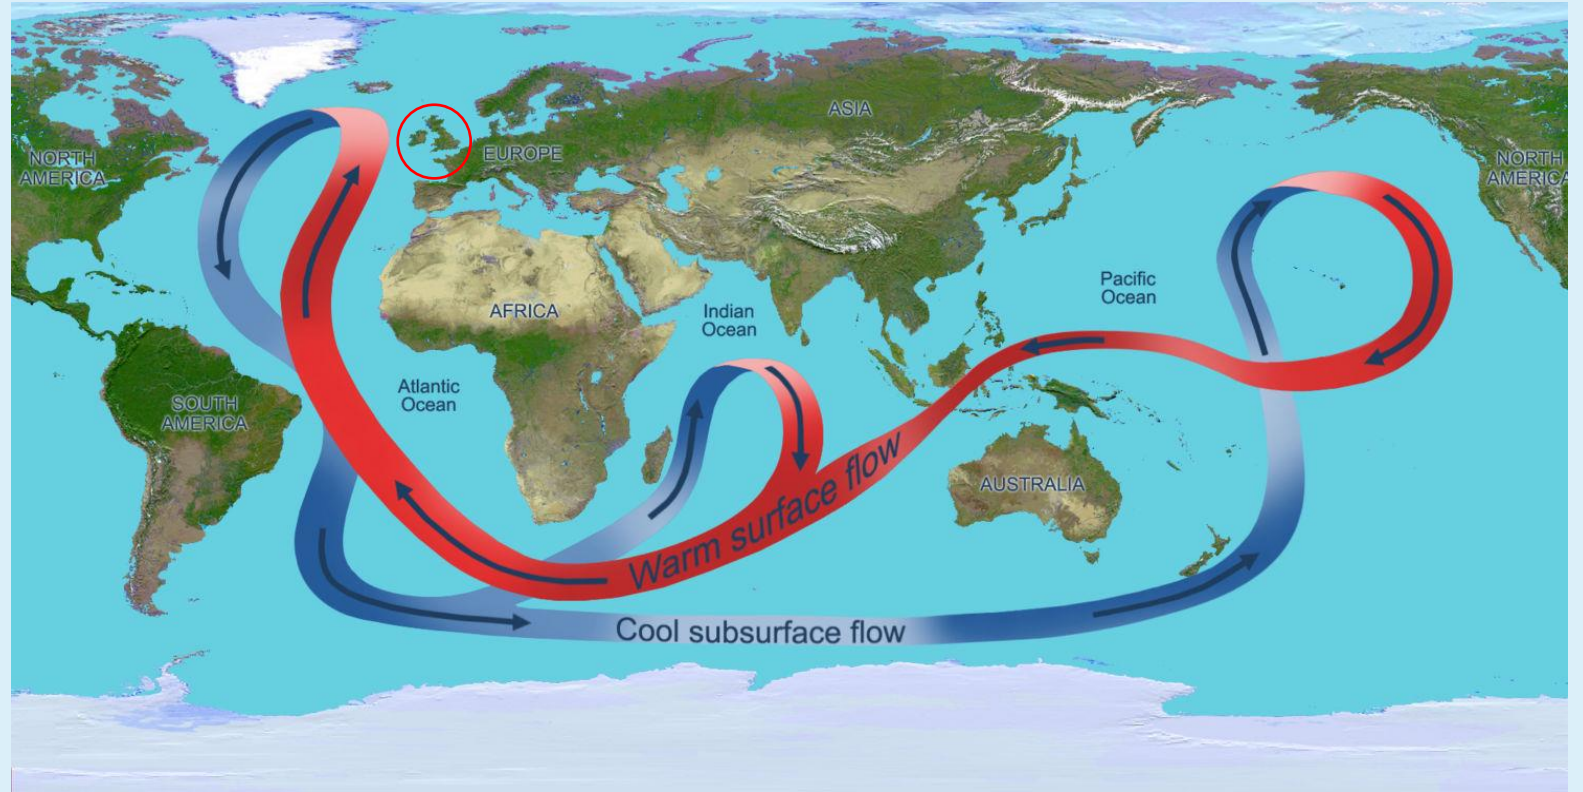 ASIA
NORTH
AMERICA
EUROPE
NORTH
AMERICA
Pacific
Ocean
AFRICA
Indian
Ocean
Atlantic
Ocean
SOUTH
AMERICA
AUSTRALIA
Warm surface flow
Cool subsurface flow